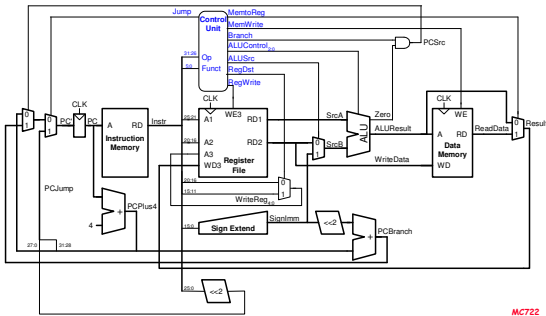 Jump
Control
Unit
MemtoReg
MemWrite
Branch
ALUControl2:0
PCSrc
31:26
Op
ALUSrc
5:0
Funct
RegDst
RegWrite
CLK
CLK
CLK
0
1
0
1
PC'
PC
A
RD
Instruction
Memory
Instr
25:21
A1
WE3
RD1
SrcA
Zero
ALU
ALUResult
A
RD
WE
ReadData
0
1
Result
20:16
A2
RD2
0
1
SrcB
Data
Memory
A3
WD3
Register
File
WriteData
WD
20:16
15:11
0
1
WriteReg4:0
PCJump
4
+
PCPlus4
15:0
Sign Extend
SignImm
<<2
+
PCBranch
27:0
31:28
25:0
<<2
MC722